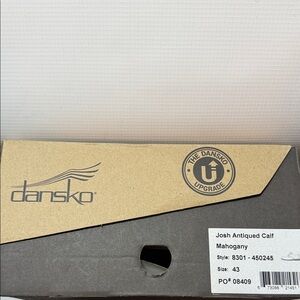 dansko®
THE DANSKO
UPGRADE
Josh Antiqued Calf
Mahogany
Style: 8301 - 450245
Size: 43
PO# 08409